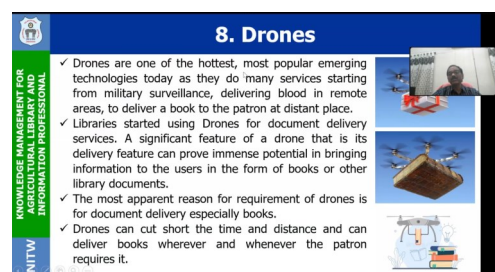 8. Drones
✓ Drones are one of the hottest, most popular emerging
technologies today as they do many services starting
from military surveillance, delivering blood in remote
areas, to deliver a book to the patron at distant place.
✓ Libraries started using Drones for document delivery
services. A significant feature of a drone that is its
delivery feature can prove immense potential in bringing
information to the users in the form of books or other
library documents.
✓ The most apparent reason for requirement of drones is
for document delivery especially books.
✓ Drones can cut short the time and distance and can
deliver books wherever and whenever the patron
requires it.
KNOWLEDGE MANAGEMENT FOR
AGRICULTURAL LIBRARY AND
INFORMATION PROFESSIONAL
NITW